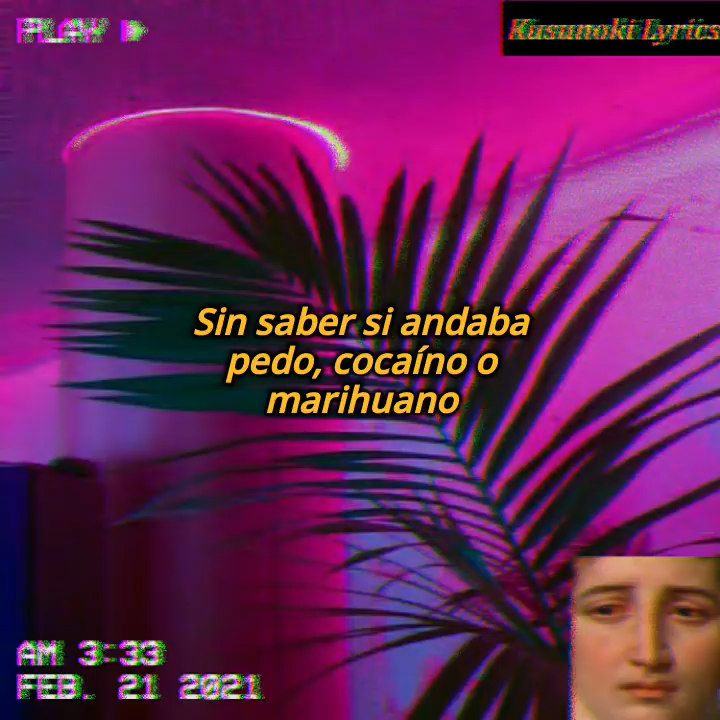 PLAY
Kusunoki Lyrics
Sin saber si andaba
pedo, cocaíno o
marihuano
AM 3:33
FEB. 21 2021